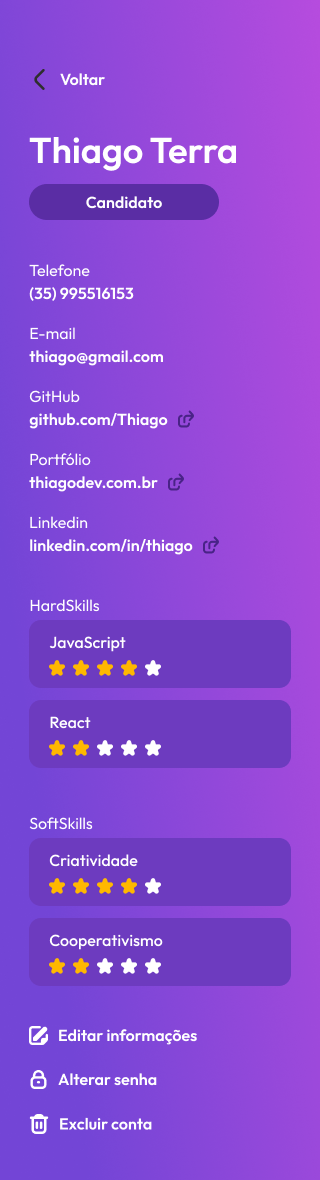 Voltar
Thiago Terra
Candidato
Telefone
(35) 995516153
E-mail
thiago@gmail.com
GitHub
github.com/Thiago
Portfólio
thiagodev.com.br
Linkedin
linkedin.com/in/thiago
HardSkills
JavaScript
React
SoftSkills
Criatividade
Cooperativismo
Editar informações
Alterar senha
Excluir conta